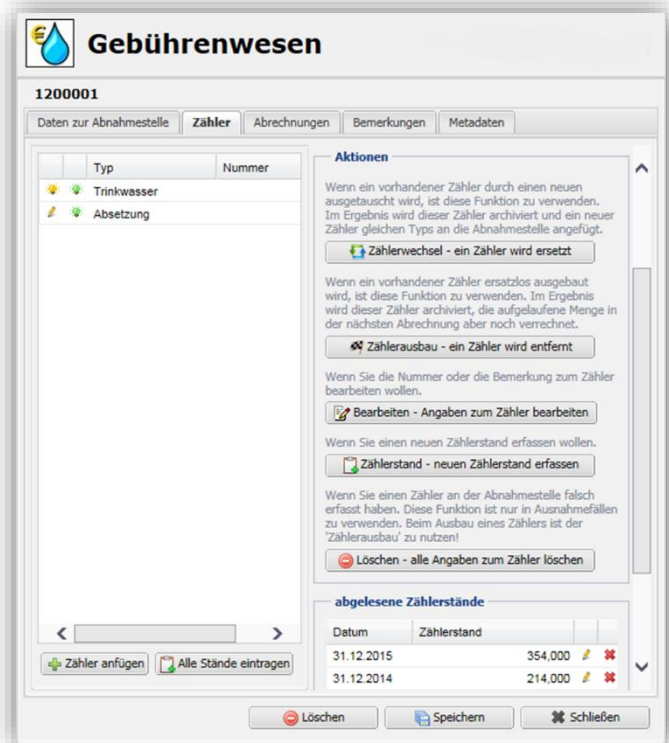 Gebührenwesen
1200001
Daten zur Abnahmestelle Zähler Abrechnungen Bemerkungen Metadaten
Typ Nummer
Trinkwasser
Absetzung
Zähler anfügen Alle Stände eintragen
Aktionen
Wenn ein vorhandener Zähler durch einen neuen
ausgetauscht wird, ist diese Funktion zu verwenden.
Im Ergebnis wird dieser Zähler archiviert und ein neuer
Zähler gleichen Typs an die Abnahmestelle angefügt.
Zählerwechsel - ein Zähler wird ersetzt
Wenn ein vorhandener Zähler ersatzlos ausgebaut
wird, ist diese Funktion zu verwenden. Im Ergebnis
wird dieser Zähler archiviert, die aufgelaufene Menge in
der nächsten Abrechnung aber noch verrechnet.
Zählerausbau - ein Zähler wird entfernt
Wenn Sie die Nummer oder die Bemerkung zum Zähler
bearbeiten wollen.
Bearbeiten - Angaben zum Zähler bearbeiten
Wenn Sie einen neuen Zählerstand erfassen wollen.
Zählerstand - neuen Zählerstand erfassen
Wenn Sie einen Zähler an der Abnahmestelle falsch
erfasst haben. Diese Funktion ist nur in Ausnahmefällen
zu verwenden. Beim Ausbau eines Zählers ist der
'Zählerausbau' zu nutzen!
Löschen - alle Angaben zum Zähler löschen
abgelesene Zählerstände
Datum Zählerstand
31.12.2015 354,000
31.12.2014 214,000
Löschen Speichern Schließen